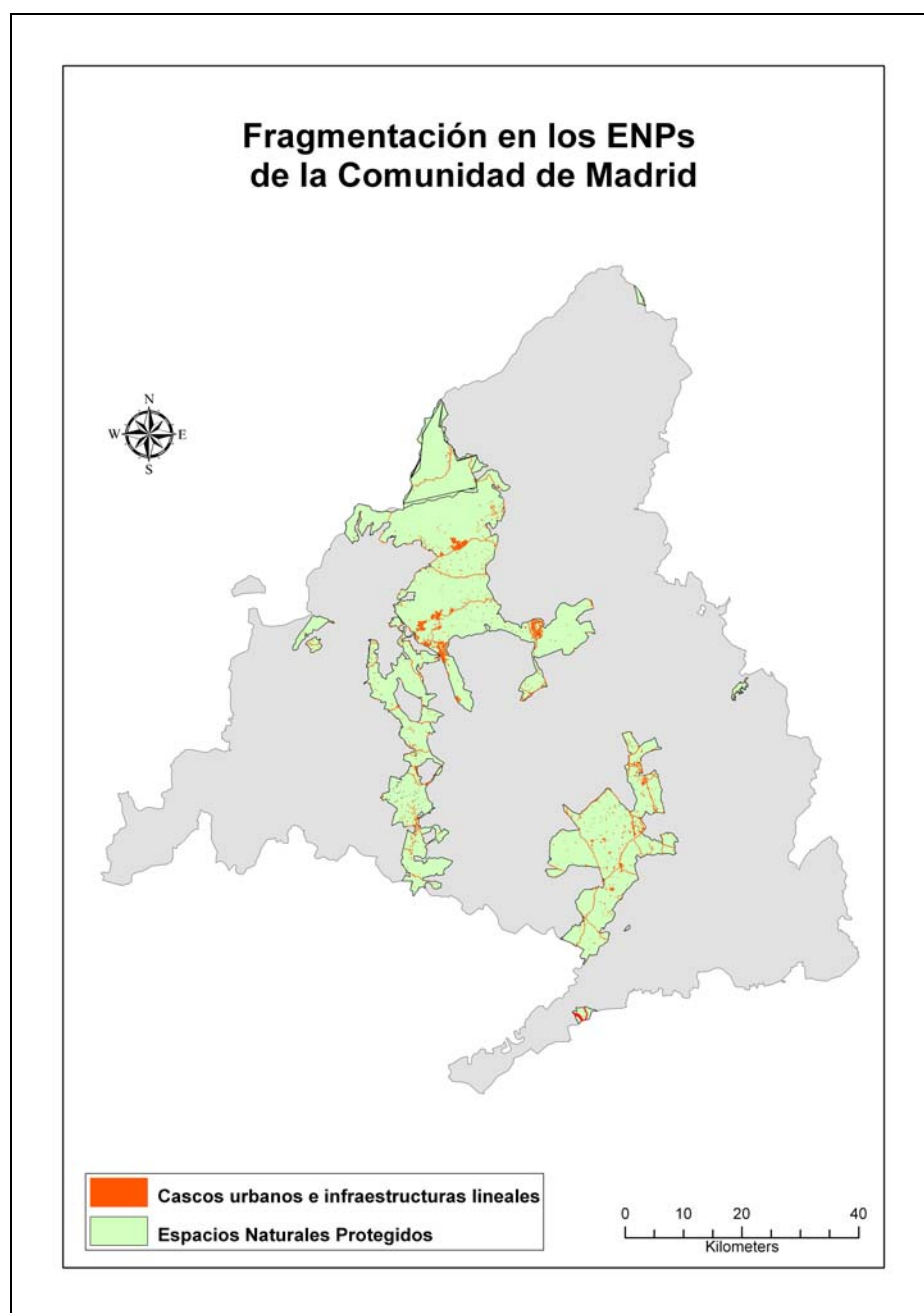 Fragmentación en los ENPs
de la Comunidad de Madrid
N
W E
S
Cascos urbanos e infraestructuras lineales
Espacios Naturales Protegidos
0 10 20 40
Kilometers